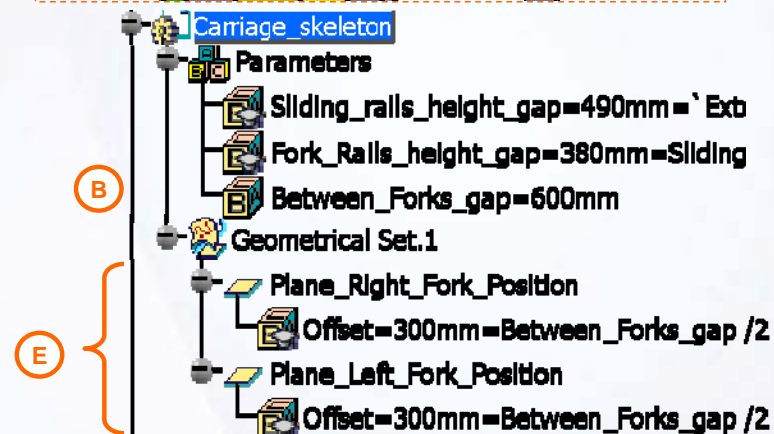 Carriage_skeleton
Parameters
Sliding_rails_height_gap=490mm=`Exb
Fork_Rails_height_gap=380mm=Sliding
B
Between_Forks_gap=600mm
Geometrical Set.1
Plane_Right_Fork_Position
Offset=300mm=Between_Forks_gap /2
E
Plane_Left_Fork_Position
Offset=300mm=Between_Forks_gap /2